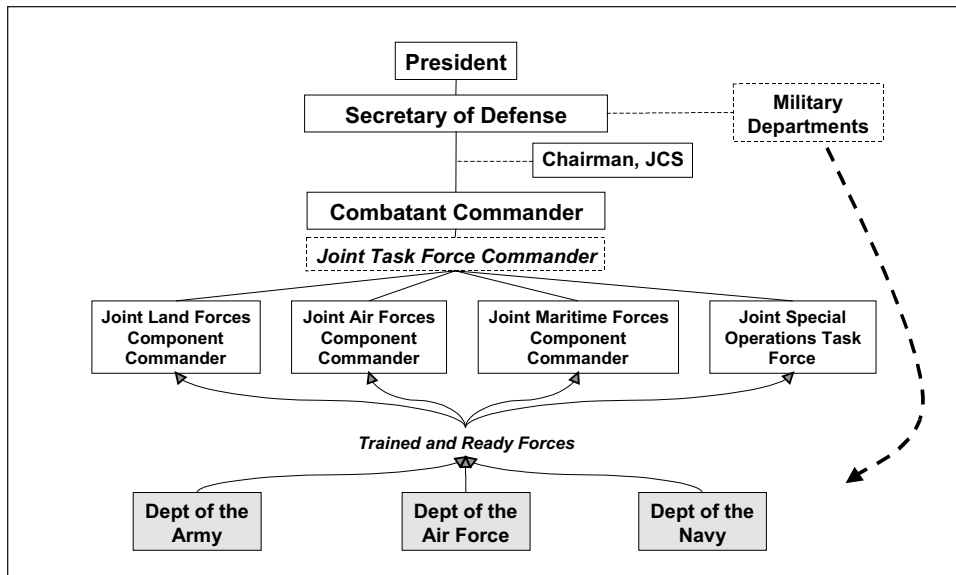 President
Secretary of Defense
Military
Departments
Chairman, JCS
Combatant Commander
Joint Task Force Commander
Joint Land Forces
Component
Commander
Joint Air Forces
Component
Commander
Joint Maritime Forces
Component
Commander
Joint Special
Operations Task
Force
Trained and Ready Forces
Dept of the
Army
Dept of the
Air Force
Dept of the
Navy